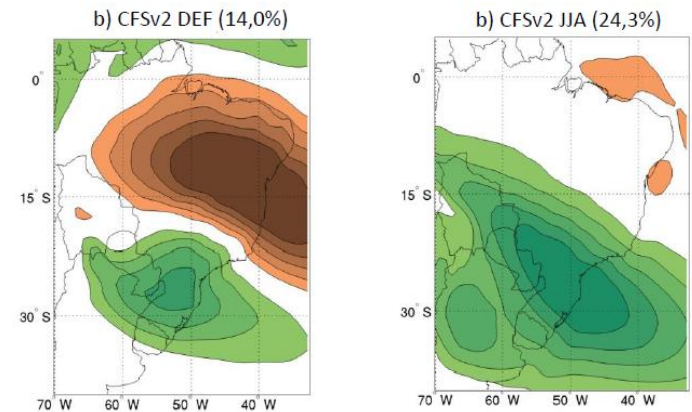 b) CFSv2 DEF (14,0%)
b) CFSv2 JJA (24,3%)
0°
15° S
30° S
70° W
60° W
50° W
40° W
0°
15° S
30° S
70° W
60° W
50° W
40° W